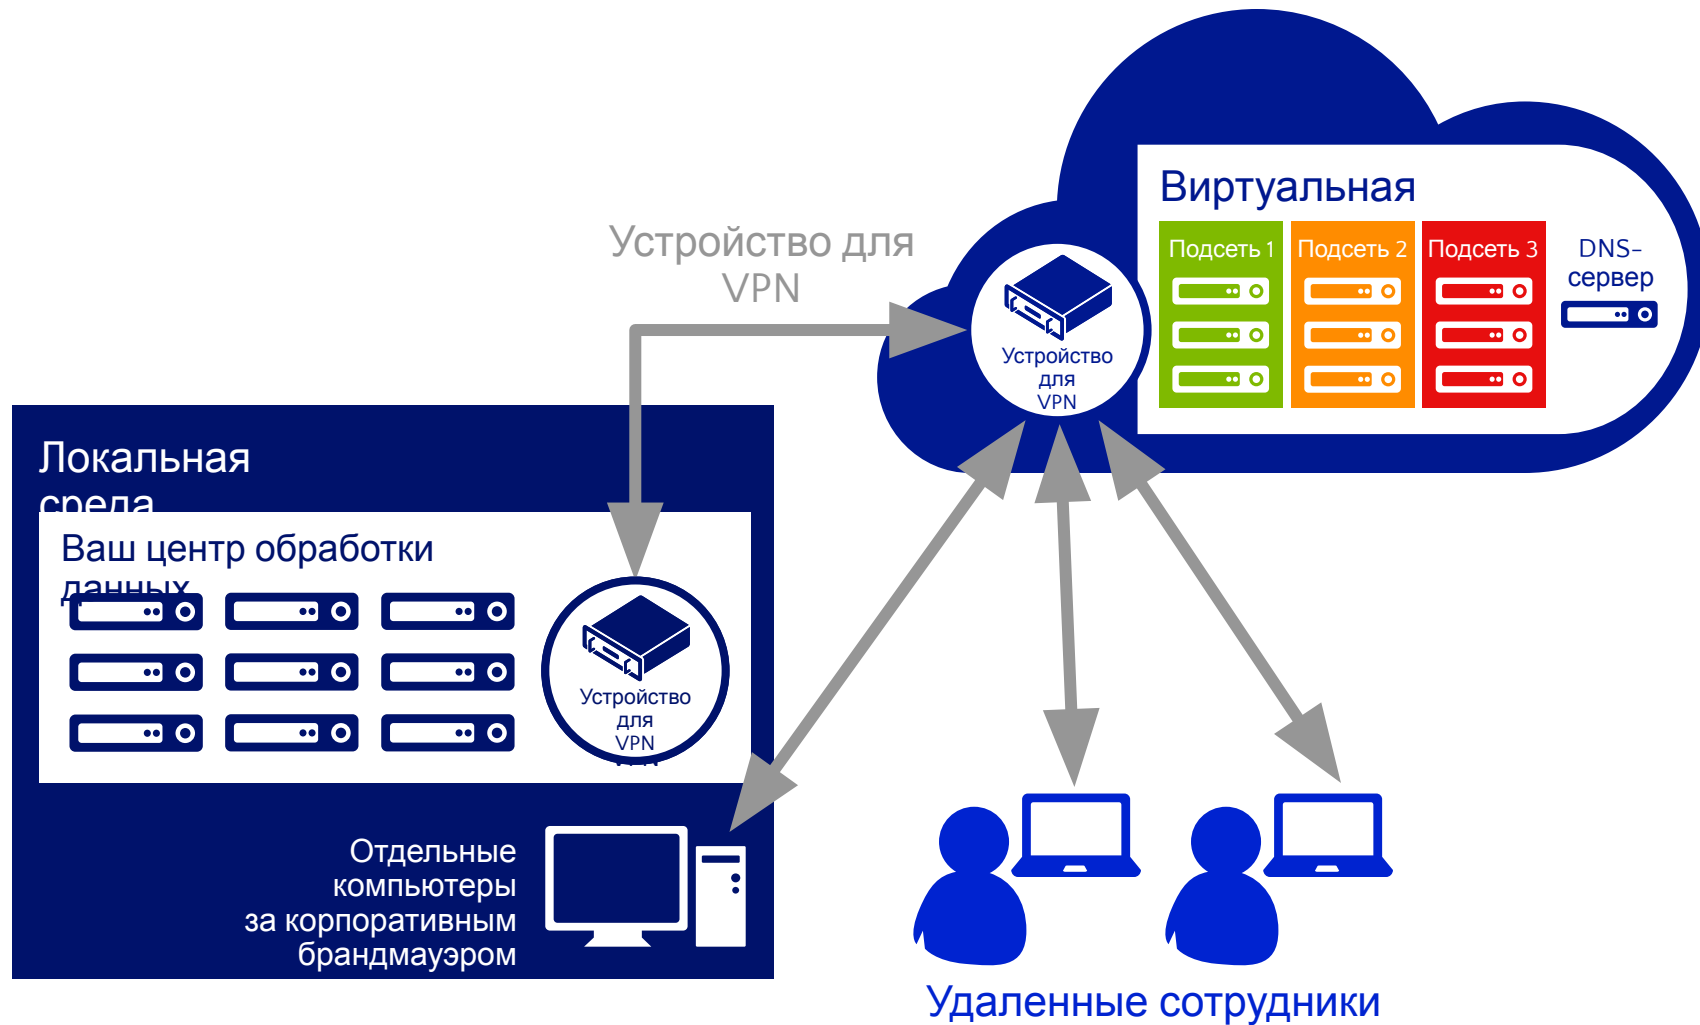 Виртуальная
Подсеть 1
Подсеть 2
Подсеть 3
DNS-
сервер
Устройство для
VPN
Устройство
для
VPN
Локальная
среда
Ваш центр обработки
данных
Устройство
для
VPN
Отдельные
компьютеры
за корпоративным
брандмауэром
Удаленные сотрудники